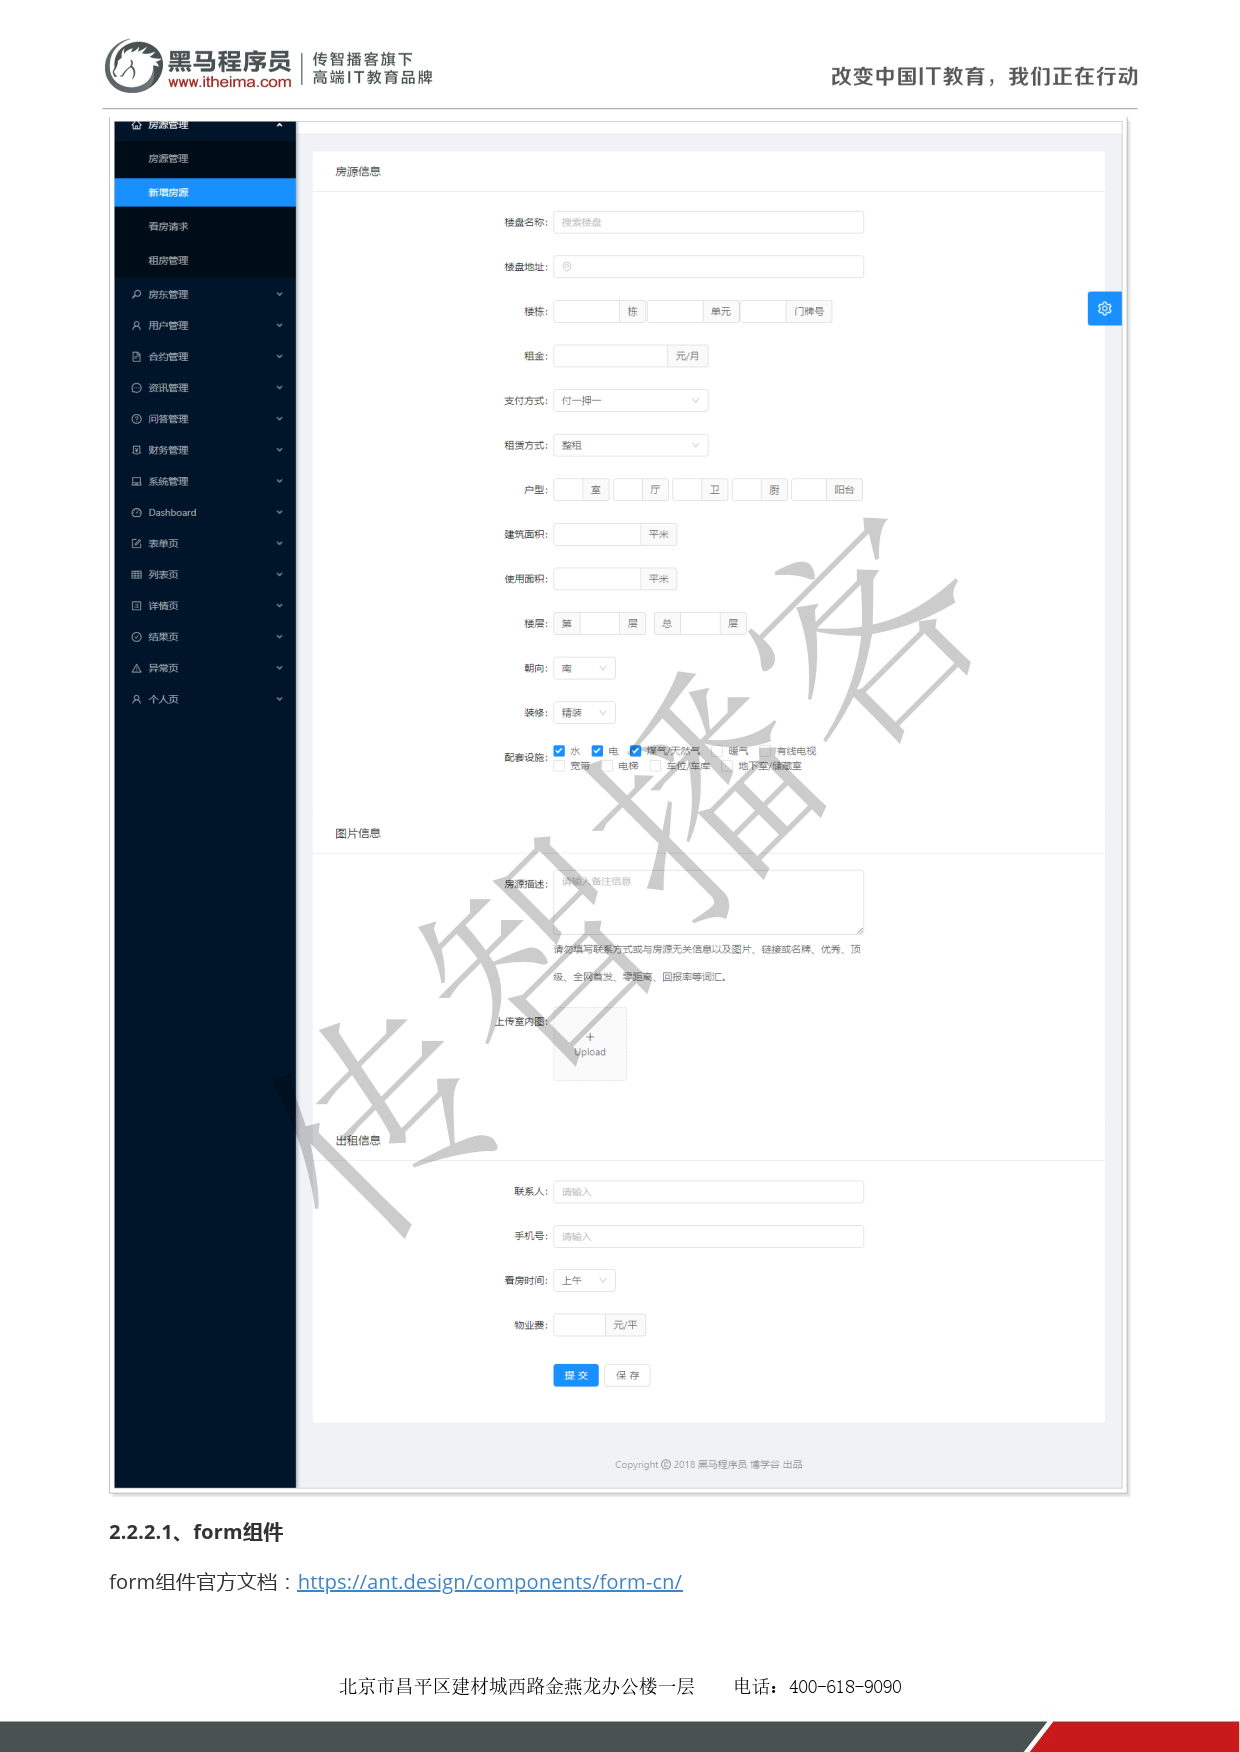 黑马程序员
www.itheima.com
传智播客旗下
高端IT教育品牌
改变中国IT教育，我们正在行动
房源管理
房源管理
新增房源
看房请求
租房管理
房东管理
用户管理
合约管理
资讯管理
问答管理
财务管理
系统管理
Dashboard
表单页
列表页
详情页
结果页
异常页
个人页
房源信息
楼盘名称: 搜索楼盘
楼盘地址:
楼栋: 栋 单元 门牌号
租金: 元/月
支付方式: 付一押一
租赁方式: 整租
户型: 室 厅 卫 厨 阳台
建筑面积: 平米
使用面积: 平米
楼层: 第 层 总 层
朝向: 南
装修: 精装
配套设施: 水 电 煤气/天然气 暖气 有线电视
宽带 电梯 车位/车库 地下室/储藏室
图片信息
房源描述: 请输入备注信息
请勿填写联系方式或与房源无关信息以及图片、链接或名牌、优秀、顶
级、全网首发、零距离、回报率等词汇。
上传室内图: + Upload
出租信息
联系人: 请输入
手机号: 请输入
看房时间: 上午
物业费: 元/平
提 交 保 存
Copyright © 2018 黑马程序员 博学谷 出品
传智播客
2.2.2.1、form组件
form组件官方文档：https://ant.design/components/form-cn/
北京市昌平区建材城西路金燕龙办公楼一层 电话：400-618-9090